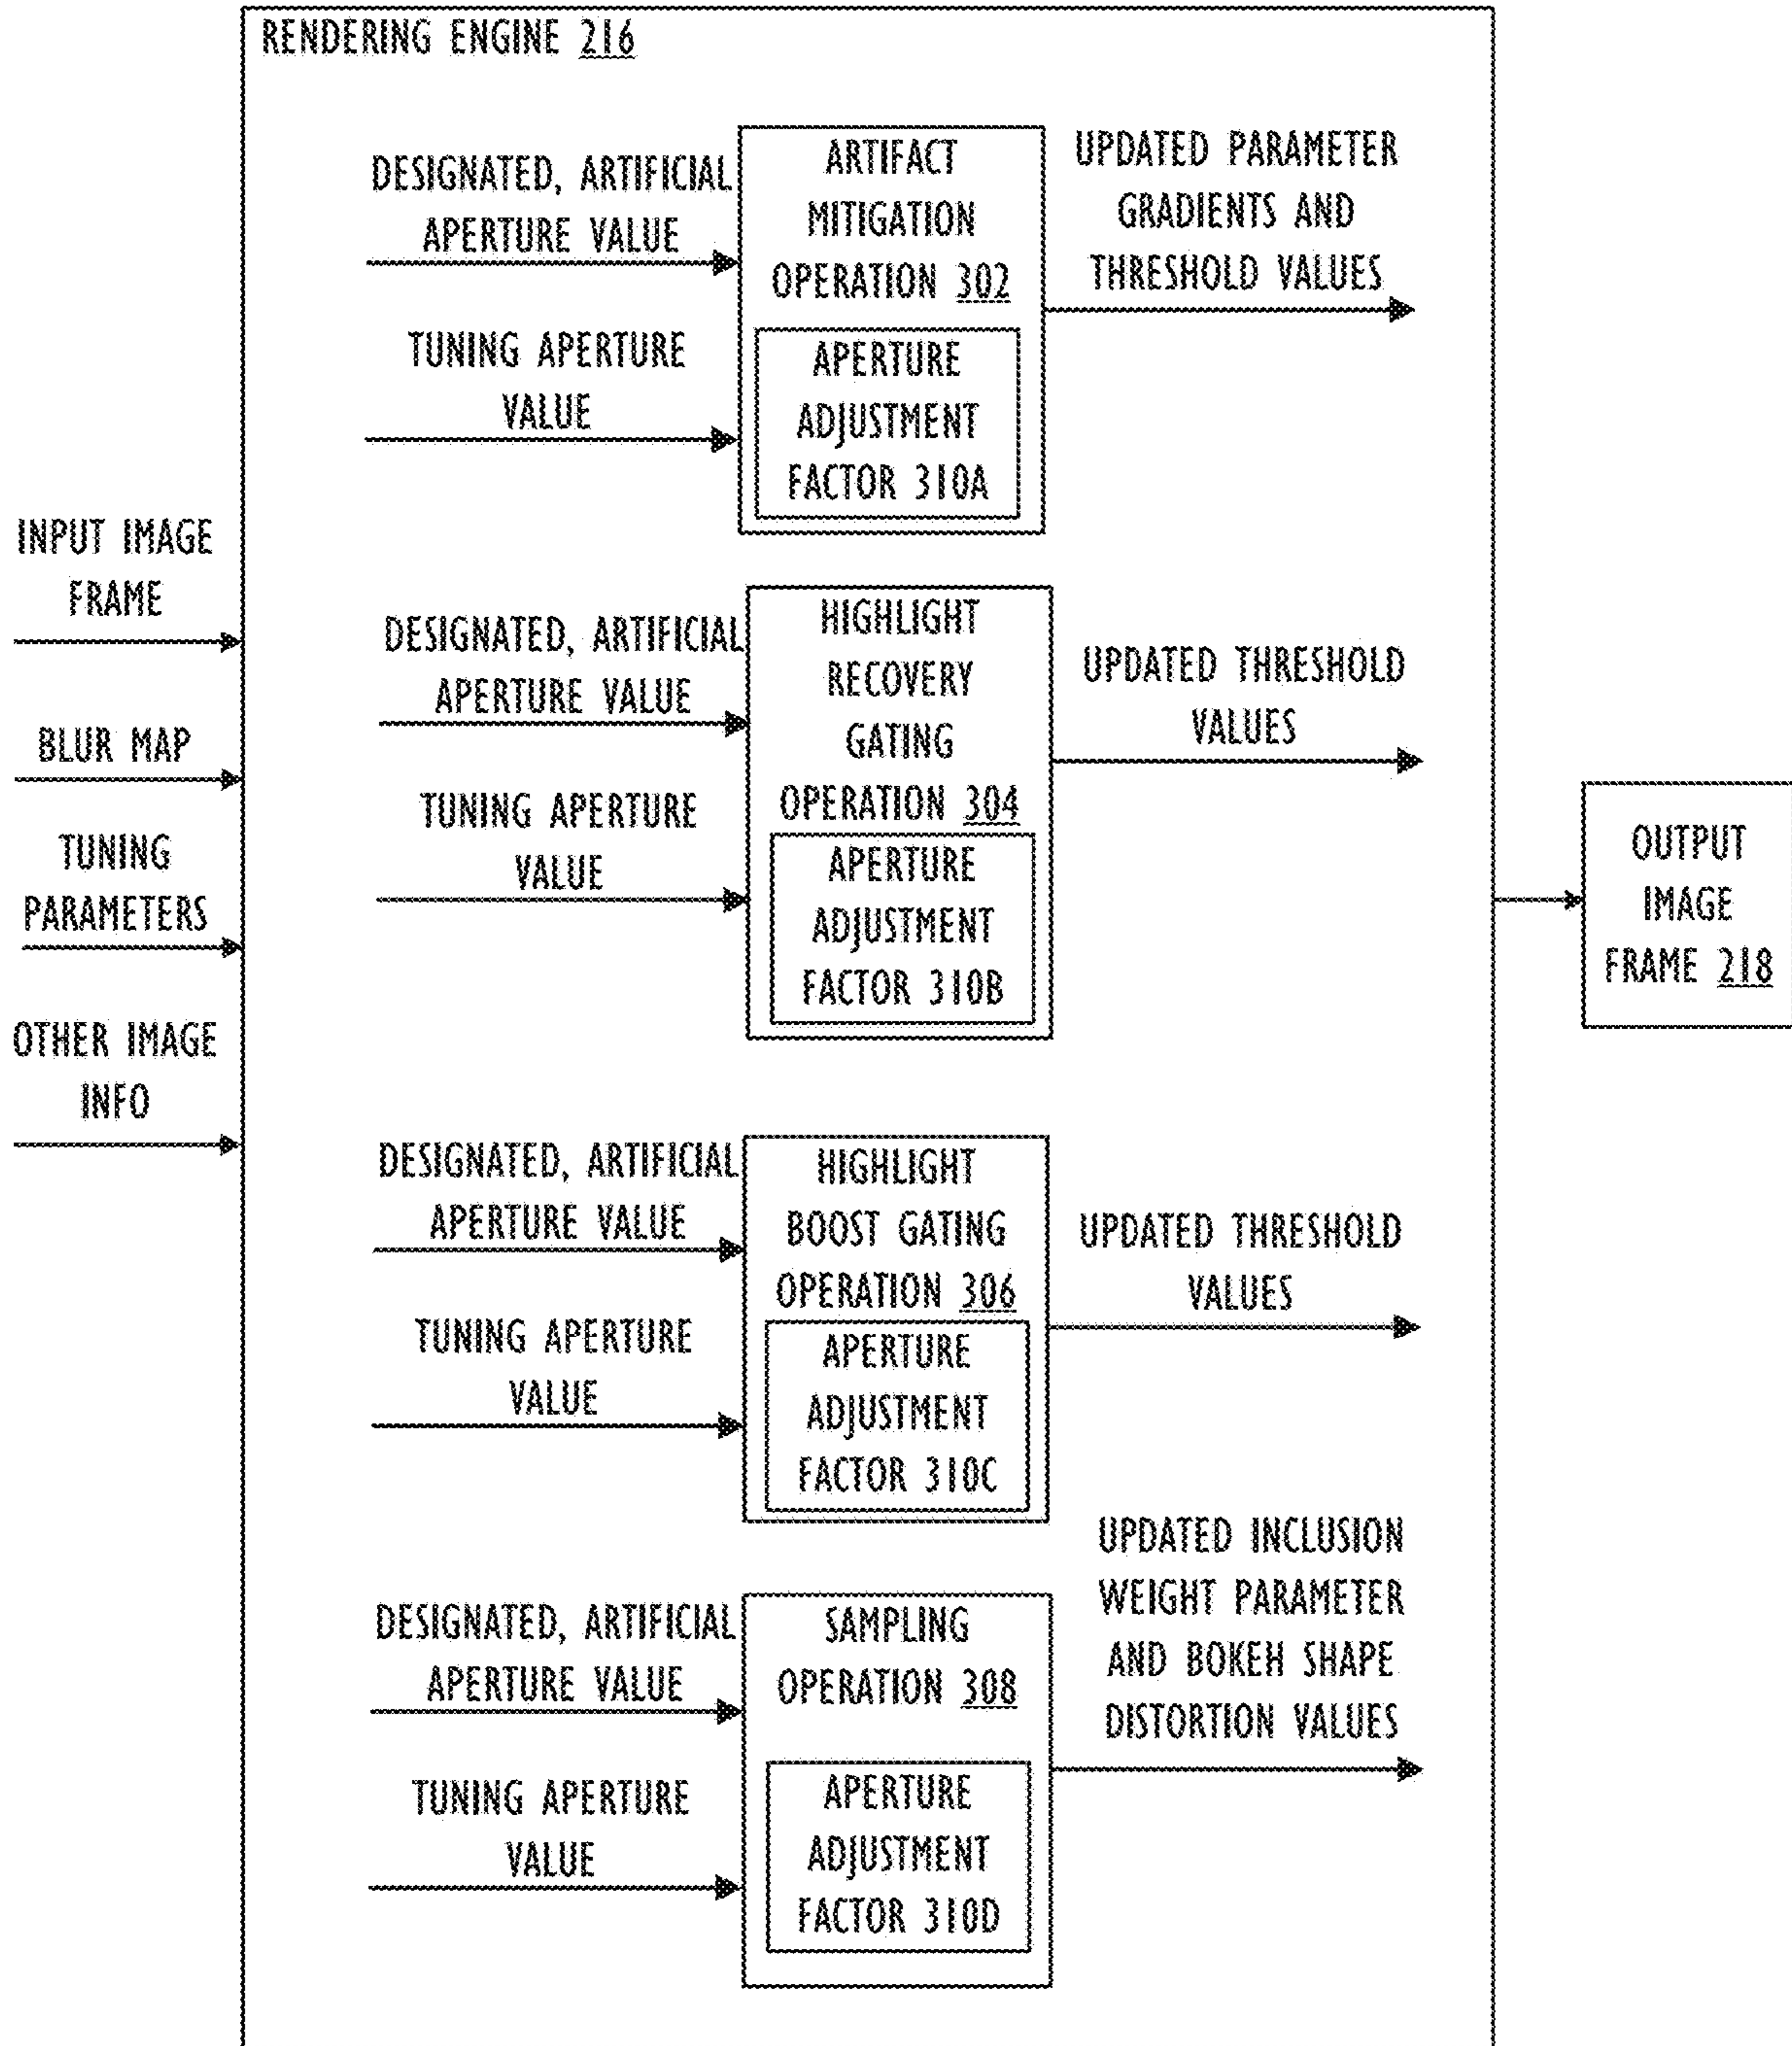 RENDERING ENGINE 216
INPUT IMAGE
FRAME
BLUR MAP
TUNING
PARAMETERS
OTHER IMAGE
INFO
DESIGNATED, ARTIFICIAL
APERTURE VALUE
TUNING APERTURE
VALUE
ARTIFACT
MITIGATION
OPERATION 302
APERTURE
ADJUSTMENT
FACTOR 310A
UPDATED PARAMETER
GRADIENTS AND
THRESHOLD VALUES
DESIGNATED, ARTIFICIAL
APERTURE VALUE
TUNING APERTURE
VALUE
HIGHLIGHT
RECOVERY
GATING
OPERATION 304
APERTURE
ADJUSTMENT
FACTOR 310B
UPDATED THRESHOLD
VALUES
DESIGNATED, ARTIFICIAL
APERTURE VALUE
TUNING APERTURE
VALUE
HIGHLIGHT
BOOST GATING
OPERATION 306
APERTURE
ADJUSTMENT
FACTOR 310C
UPDATED THRESHOLD
VALUES
DESIGNATED, ARTIFICIAL
APERTURE VALUE
TUNING APERTURE
VALUE
SAMPLING
OPERATION 308
APERTURE
ADJUSTMENT
FACTOR 310D
UPDATED INCLUSION
WEIGHT PARAMETER
AND BOKEH SHAPE
DISTORTION VALUES
OUTPUT
IMAGE
FRAME 218